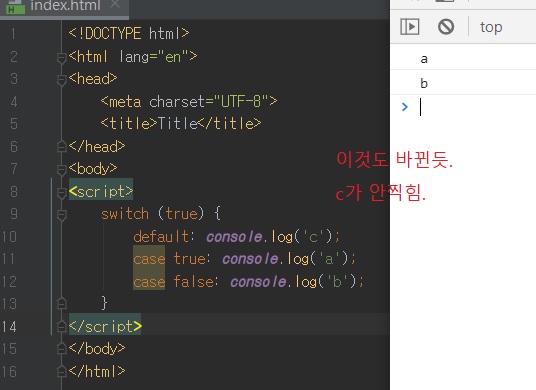 index.html
top
1 <!DOCTYPE html>
2 <html lang="en">
3 <head>
4 <meta charset="UTF-8">
5 <title>Title</title>
6 </head>
7 <body>
8 <script>
9 switch (true) {
10 default: console.log('c');
11 case true: console.log('a');
12 case false: console.log('b');
13 }
14 </script>
15 </body>
16 </html>
a
b
>
이것도 바뀐듯.
c가 안찍힘.